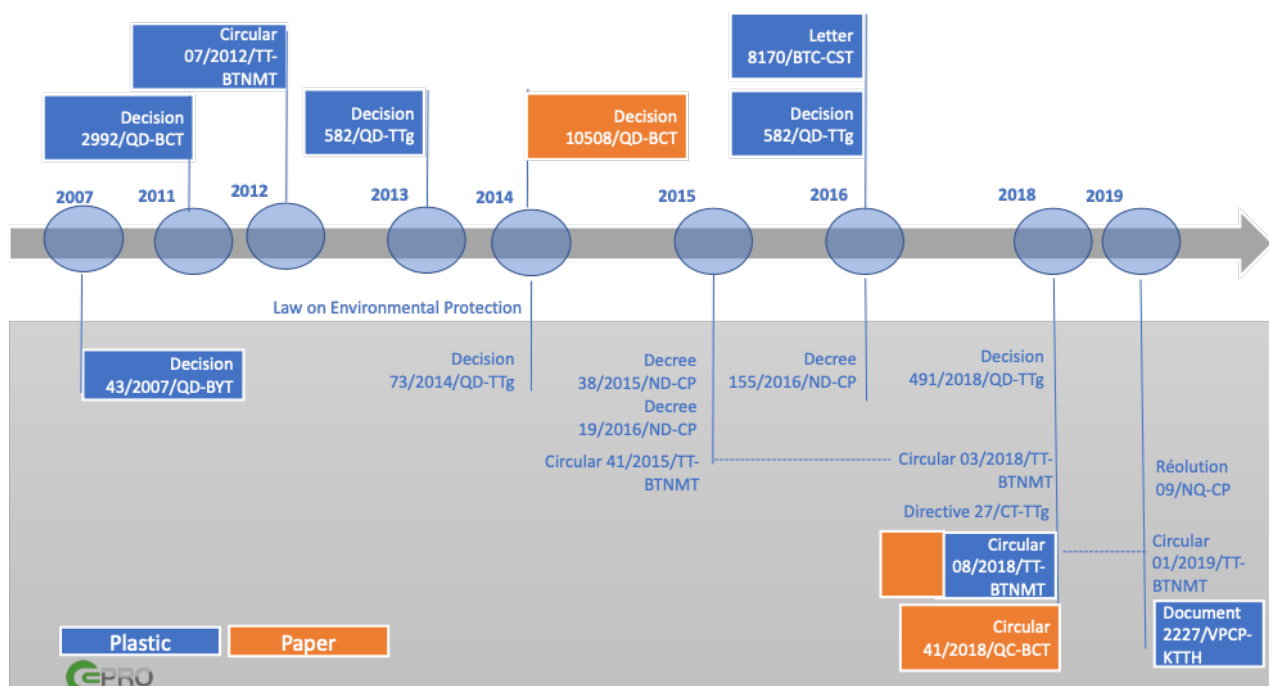 Circular
07/2012/TT-
BTNMT
Letter
8170/BTC-CST
Decision
2992/QD-BCT
Decision
582/QD-TTg
Decision
10508/QD-BCT
Decision
582/QD-TTg
2007
2011
2012
2013
2014
2015
2016
2018
2019
Law on Environmental Protection
Decision
43/2007/QD-BYT
Decision
73/2014/QD-TTg
Decree
38/2015/ND-CP
Decree
19/2016/ND-CP
Circular 41/2015/TT-
BTNMT
Decree
155/2016/ND-CP
Decision
491/2018/QD-TTg
Circular 03/2018/TT-
BTNMT
Directive 27/CT-TTg
Circular
08/2018/TT-
BTNMT
Circular
41/2018/QC-BCT
Réolution
09/NQ-CP
Circular
01/2019/TT-
BTNMT
Document
2227/VPCP-
KTTH
Plastic
Paper
EPRO